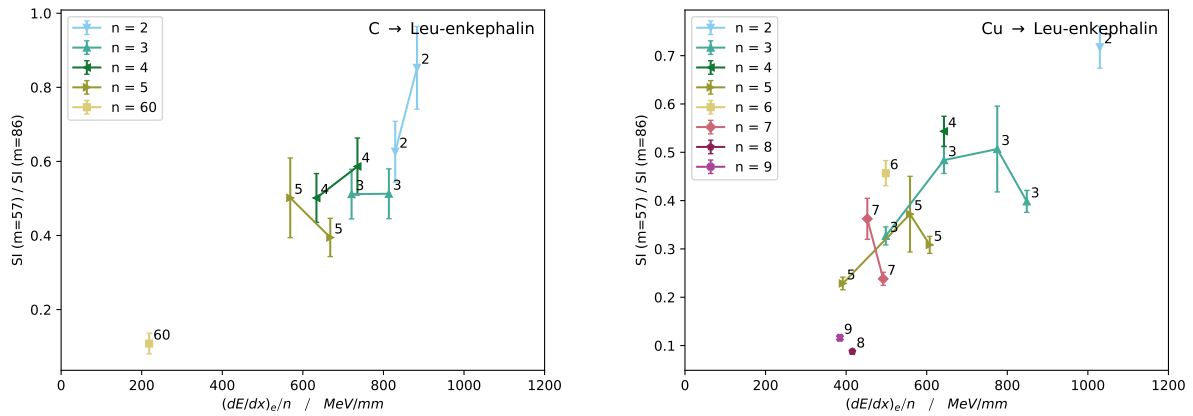 C → Leu-enkephalin
n = 2
n = 3
n = 4
n = 5
n = 60
2
2
3
3
4
4
5
5
60
1.0
0.8
0.6
0.4
0.2
SI (m=57) / SI (m=86)
0 200 400 600 800 1000 1200
(dE/dx)e/n / MeV/mm
Cu → Leu-enkephalin
n = 2
n = 3
n = 4
n = 5
n = 6
n = 7
n = 8
n = 9
2
4
3
3
3
3
6
7
7
5
5
5
9
8
0.7
0.6
0.5
0.4
0.3
0.2
0.1
SI (m=57) / SI (m=86)
0 200 400 600 800 1000 1200
(dE/dx)e/n / MeV/mm